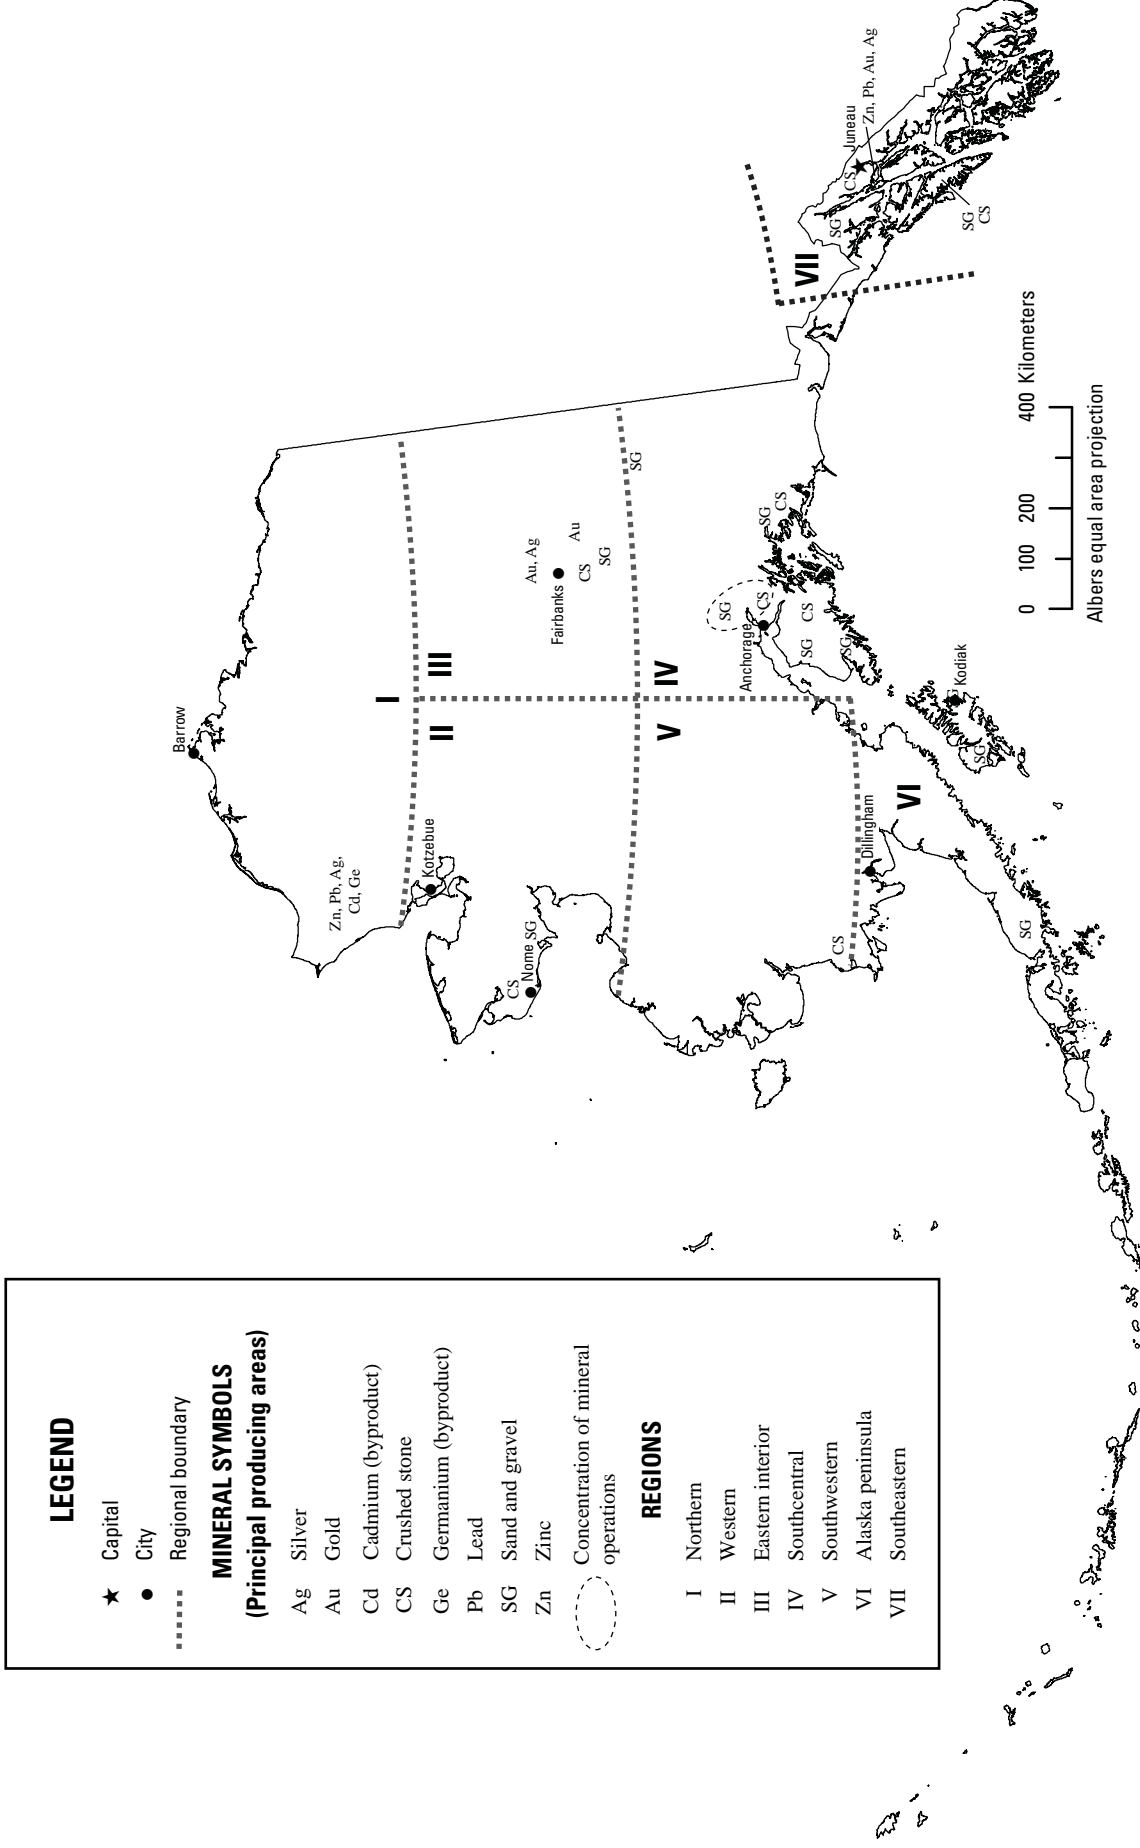 LEGEND
Capital
City
Regional boundary
MINERAL SYMBOLS
(Principal producing areas)
Ag Silver
Au Gold
Cd Cadmium (byproduct)
CS Crushed stone
Ge Germanium (byproduct)
Pb Lead
SG Sand and gravel
Zn Zinc
Concentration of mineral
operations
REGIONS
I Northern
II Western
III Eastern interior
IV Southcentral
V Southwestern
VI Alaska peninsula
VII Southeastern
Barrow
Zn, Pb, Ag,
Cd, Ge
I
Kotzebue
II
III
CS
Nome
SG
Au, Ag
Fairbanks
Au
CS
SG
SG
V
IV
SG
CS
Anchorage
SG
CS
CS
SG
SG
CS
Dillingham
VI
SG
Kodiak
SG
SG
VII
SG
CS
Juneau
Zn, Pb, Au, Ag
SG
CS
0 100 200 400 Kilometers
Albers equal area projection